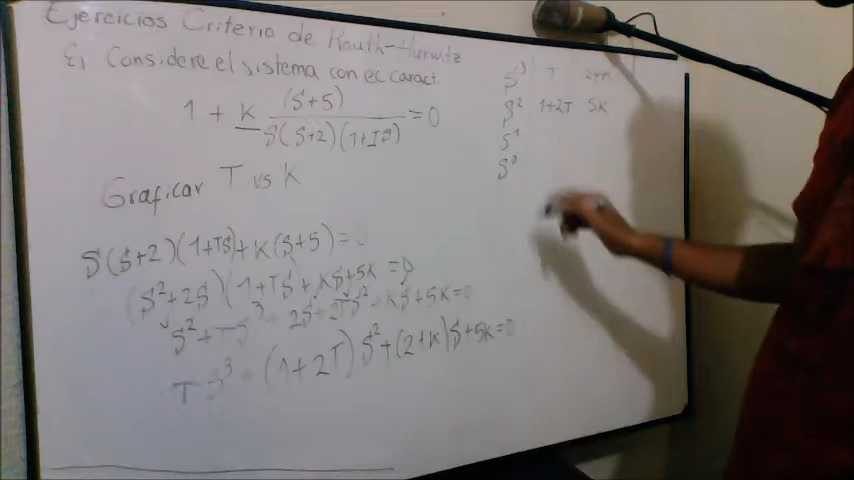 Ejercicios Criterio de Routh-Hurwitz
E1 Considere el sistema con ec caract
1 + K (S+5) / S(S+2)(1+TS) = 0
Graficar T vs K
S(S+2)(1+TS)+K(S+5)=0
(S²+2S)(1+TS+KS+5K=0
S²+TS³+2S+2TS²+KS+5K=0
TS³+(1+2T)S²+(2+K)S+5K=0
S³ T 2+K
S² 1+2T 5K
S¹
S⁰